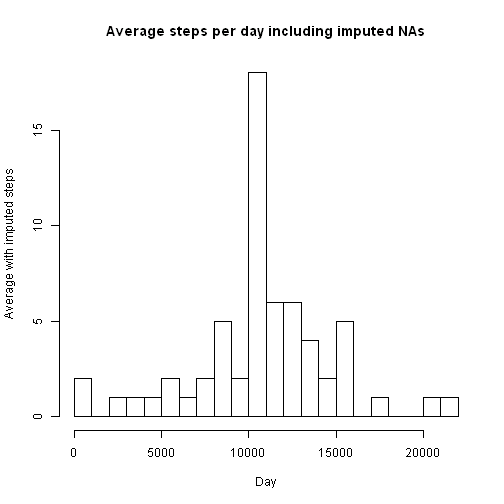 Average steps per day including imputed NAs
Average with imputed steps
15
10
5
0
0 5000 10000 15000 20000
Day